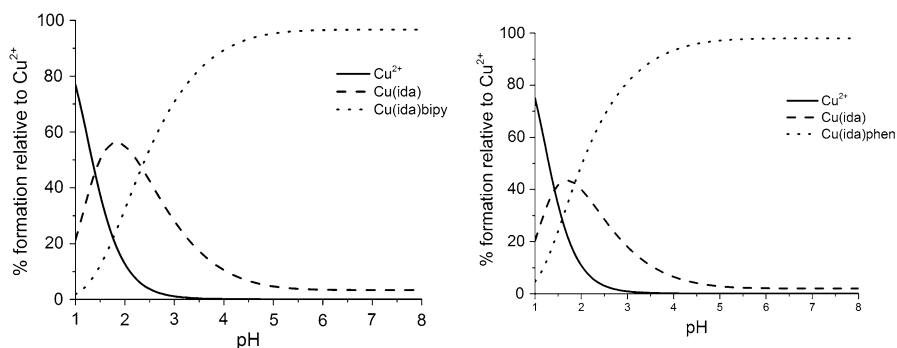 % formation relative to Cu²⁺
100
80
60
40
20
0
1 2 3 4 5 6 7 8
pH
Cu²⁺
Cu(ida)
Cu(ida)bipy
% formation relative to Cu²⁺
100
80
60
40
20
0
1 2 3 4 5 6 7 8
pH
Cu²⁺
Cu(ida)
Cu(ida)phen